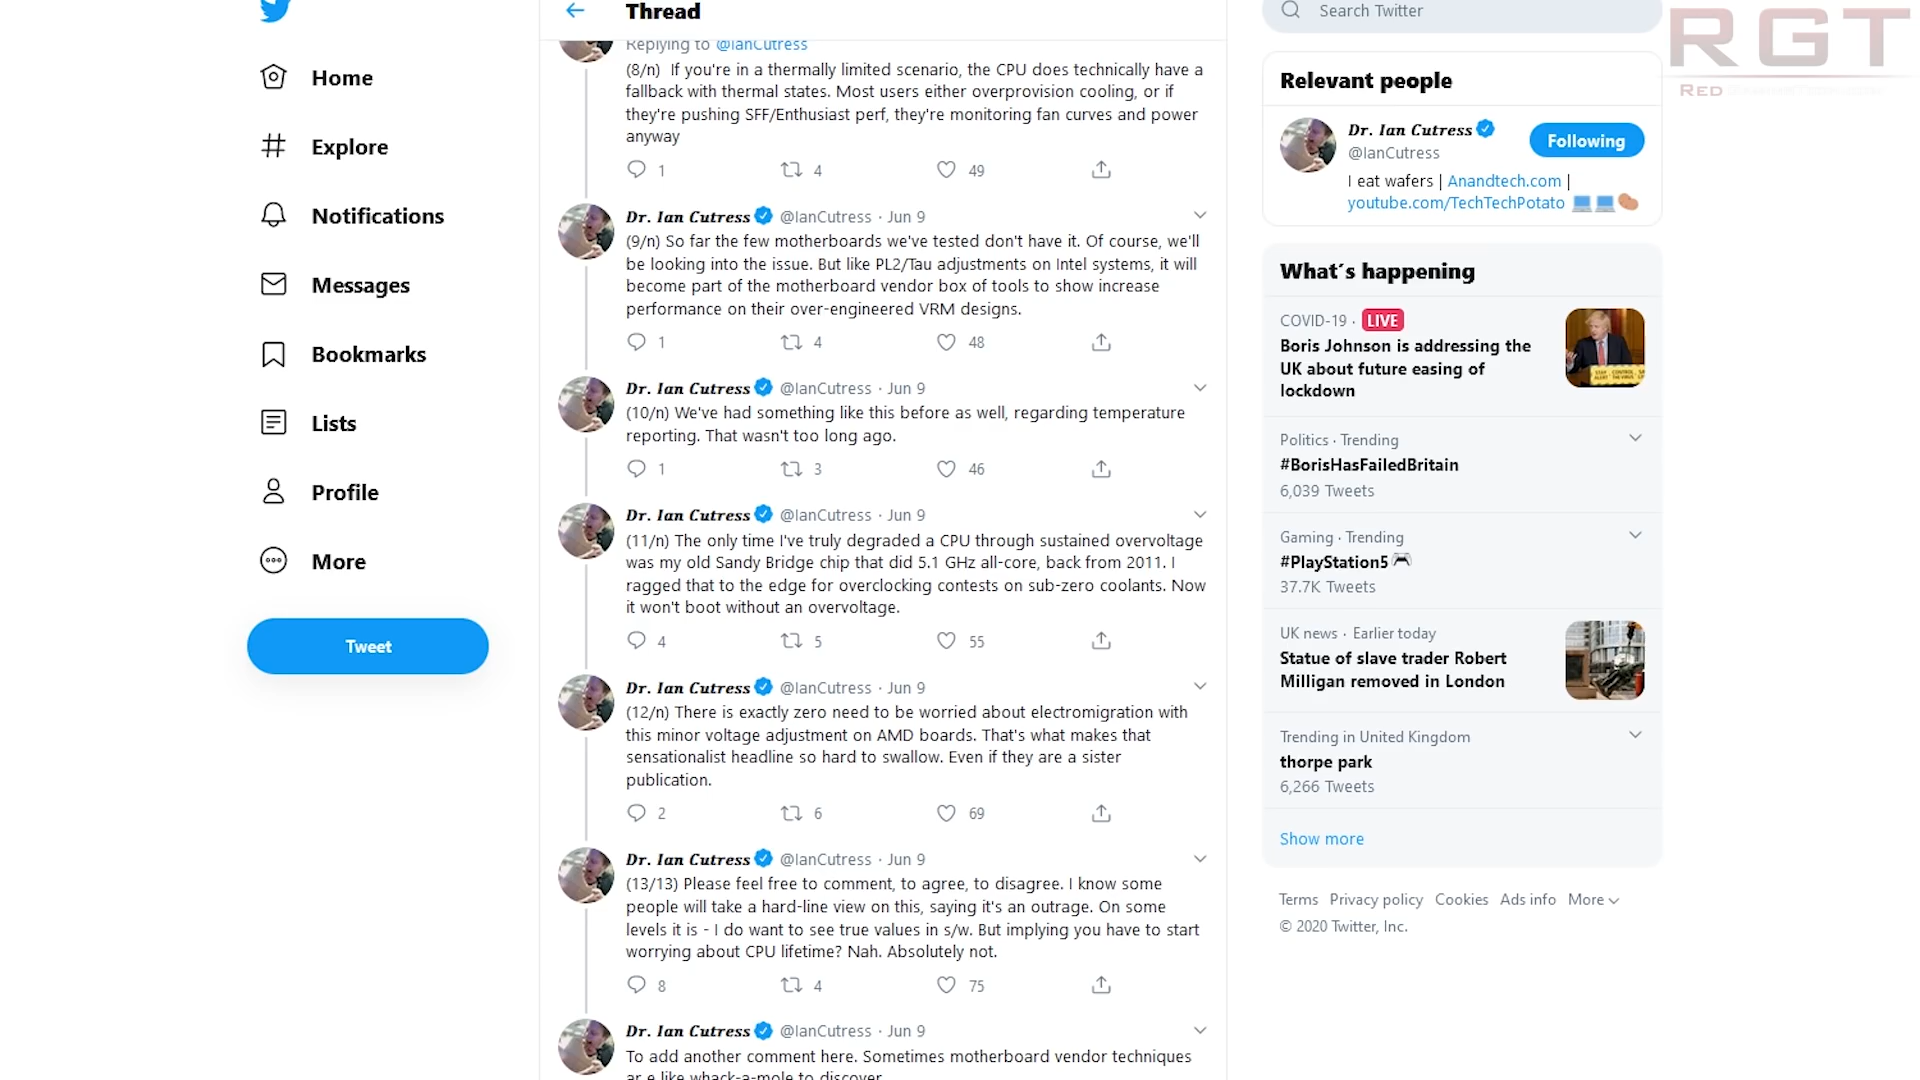 Home
Explore
Notifications
Messages
Bookmarks
Lists
Profile
More
Tweet
Thread
Replying to @IanCutress
(8/n) If you're in a thermally limited scenario, the CPU does technically have a
fallback with thermal states. Most users either overprovision cooling, or if
they're pushing SFF/Enthusiast perf, they're monitoring fan curves and power
anyway
1 4 49
Dr. Ian Cutress @IanCutress · Jun 9
(9/n) So far the few motherboards we've tested don't have it. Of course, we'll
be looking into the issue. But like PL2/Tau adjustments on Intel systems, it will
become part of the motherboard vendor box of tools to show increase
performance on their over-engineered VRM designs.
1 4 48
Dr. Ian Cutress @IanCutress · Jun 9
(10/n) We've had something like this before as well, regarding temperature
reporting. That wasn't too long ago.
1 3 46
Dr. Ian Cutress @IanCutress · Jun 9
(11/n) The only time I've truly degraded a CPU through sustained overvoltage
was my old Sandy Bridge chip that did 5.1 GHz all-core, back from 2011. I
ragged that to the edge for overclocking contests on sub-zero coolants. Now
it won't boot without an overvoltage.
4 5 55
Dr. Ian Cutress @IanCutress · Jun 9
(12/n) There is exactly zero need to be worried about electromigration with
this minor voltage adjustment on AMD boards. That's what makes that
sensationalist headline so hard to swallow. Even if they are a sister
publication.
2 6 69
Dr. Ian Cutress @IanCutress · Jun 9
(13/13) Please feel free to comment, to agree, to disagree. I know some
people will take a hard-line view on this, saying it's an outrage. On some
levels it is - I do want to see true values in s/w. But implying you have to start
worrying about CPU lifetime? Nah. Absolutely not.
8 4 75
Dr. Ian Cutress @IanCutress · Jun 9
To add another comment here. Sometimes motherboard vendor techniques
ar e like whack-a-mole to discover
Search Twitter
Relevant people
Dr. Ian Cutress
@IanCutress
Following
I eat wafers | Anandtech.com |
youtube.com/TechTechPotato
What's happening
COVID-19 · LIVE
Boris Johnson is addressing the
UK about future easing of
lockdown
Politics · Trending
#BorisHasFailedBritain
6,039 Tweets
Gaming · Trending
#PlayStation5
37.7K Tweets
UK news · Earlier today
Statue of slave trader Robert
Milligan removed in London
Trending in United Kingdom
thorpe park
6,266 Tweets
Show more
Terms Privacy policy Cookies Ads info More
© 2020 Twitter, Inc.
RGT
RED